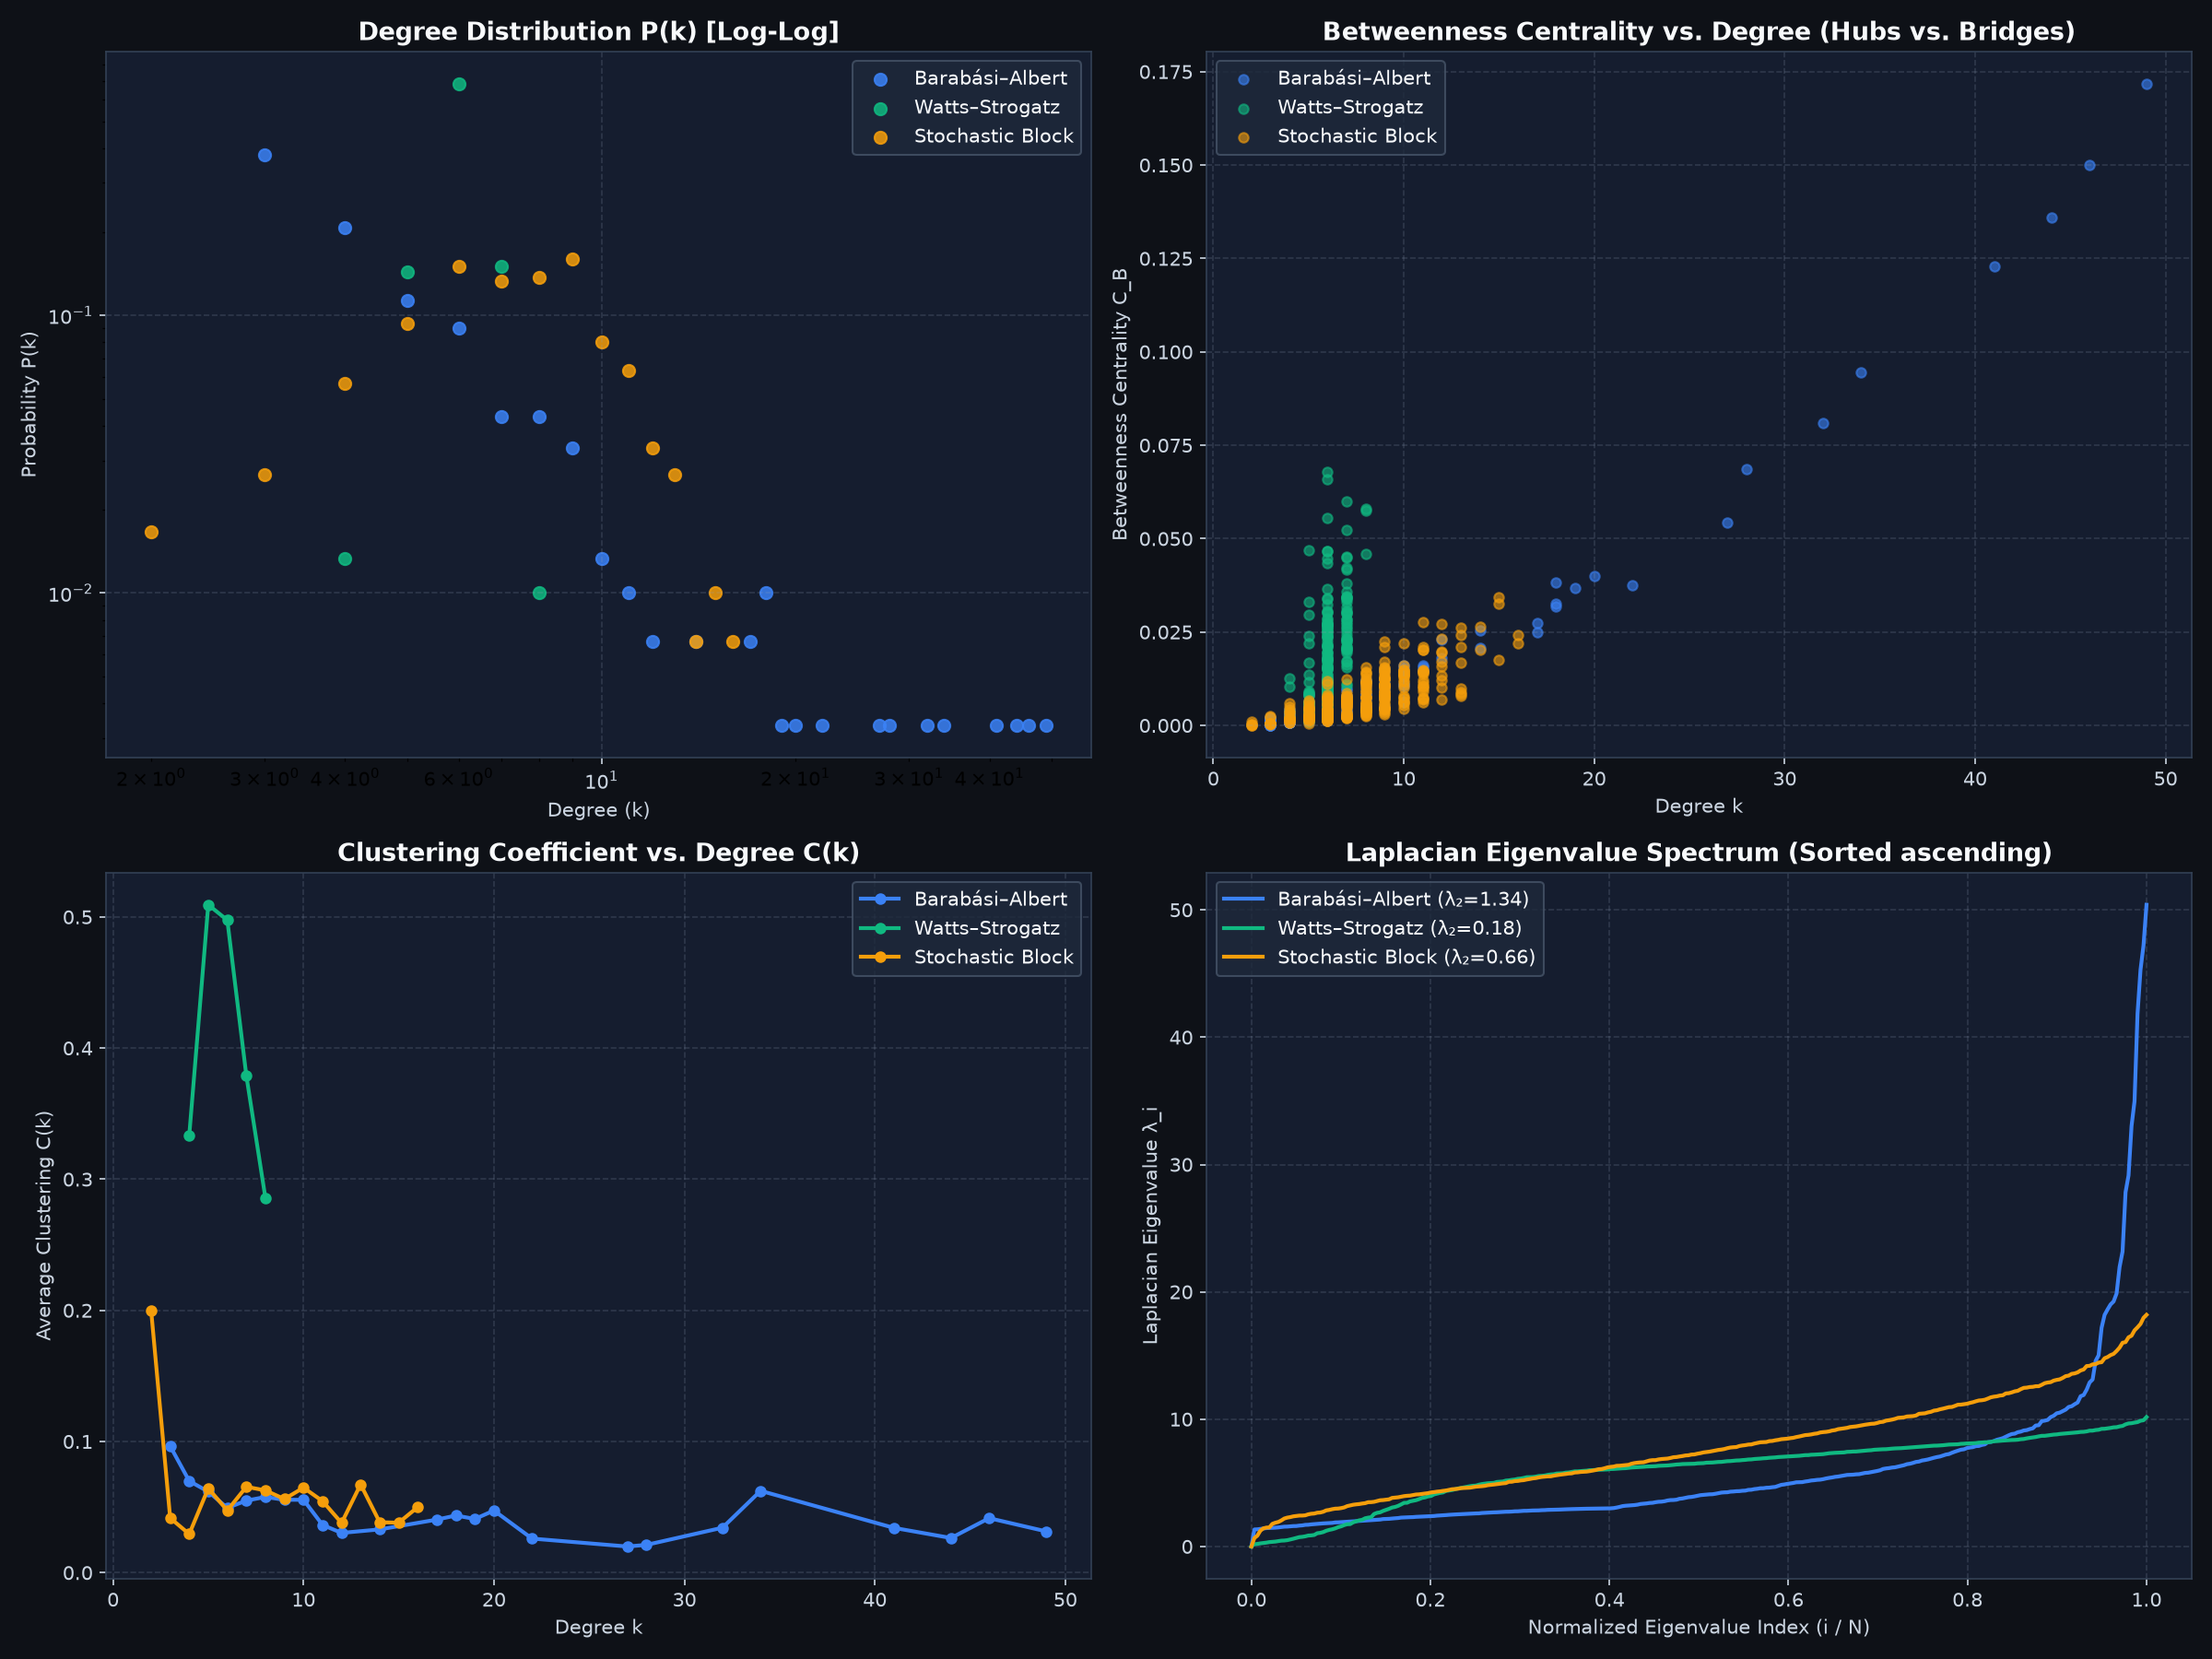 Degree Distribution P(k) [Log-Log]
Barabási–Albert
Watts–Strogatz
Stochastic Block
Probability P(k)
10⁻¹
10⁻²
2 × 10⁰
3 × 10⁰
4 × 10⁰
6 × 10⁰
10¹
2 × 10¹
3 × 10¹
4 × 10¹
Degree (k)
Betweenness Centrality vs. Degree (Hubs vs. Bridges)
Barabási–Albert
Watts–Strogatz
Stochastic Block
Betweenness Centrality C_B
0.175
0.150
0.125
0.100
0.075
0.050
0.025
0.000
0
10
20
30
40
50
Degree k
Clustering Coefficient vs. Degree C(k)
Barabási–Albert
Watts–Strogatz
Stochastic Block
Average Clustering C(k)
0.5
0.4
0.3
0.2
0.1
0.0
0
10
20
30
40
50
Degree k
Laplacian Eigenvalue Spectrum (Sorted ascending)
Barabási–Albert (λ₂=1.34)
Watts–Strogatz (λ₂=0.18)
Stochastic Block (λ₂=0.66)
Laplacian Eigenvalue λ_i
50
40
30
20
10
0
0.0
0.2
0.4
0.6
0.8
1.0
Normalized Eigenvalue Index (i / N)